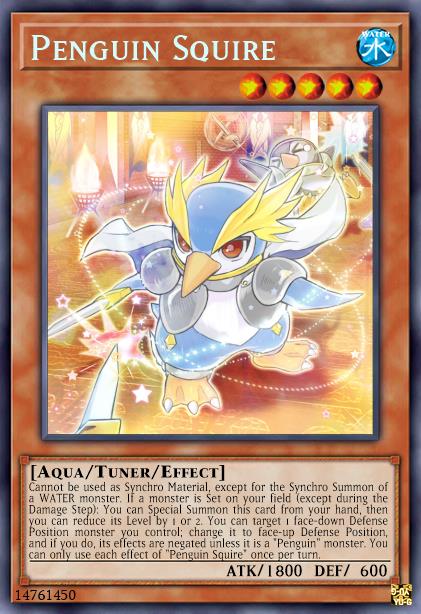 PENGUIN SQUIRE
WATER
水
[AQUA/TUNER/EFFECT]
Cannot be used as Synchro Material, except for the Synchro Summon
of a WATER monster. If a monster is Set on your field (except during the
Damage Step): You can Special Summon this card from your hand, then
you can reduce its Level by 1 or 2. You can target 1 face-down Defense
Position monster you control; change it to face-up Defense Position,
and if you do, its effects are negated unless it is a "Penguin" monster. You
can only use each effect of "Penguin Squire" once per turn.
ATK/1800 DEF/ 600
14761450